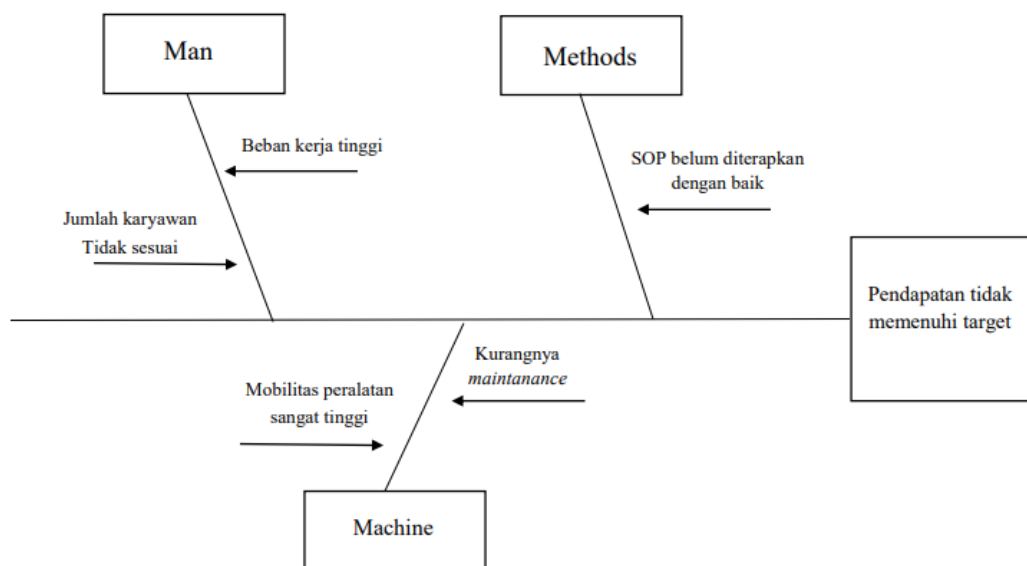 Man
Methods
Beban kerja tinggi
SOP belum diterapkan
dengan baik
Jumlah karyawan
Tidak sesuai
Pendapatan tidak
memenuhi target
Kurangnya
maintanance
Mobilitas peralatan
sangat tinggi
Machine